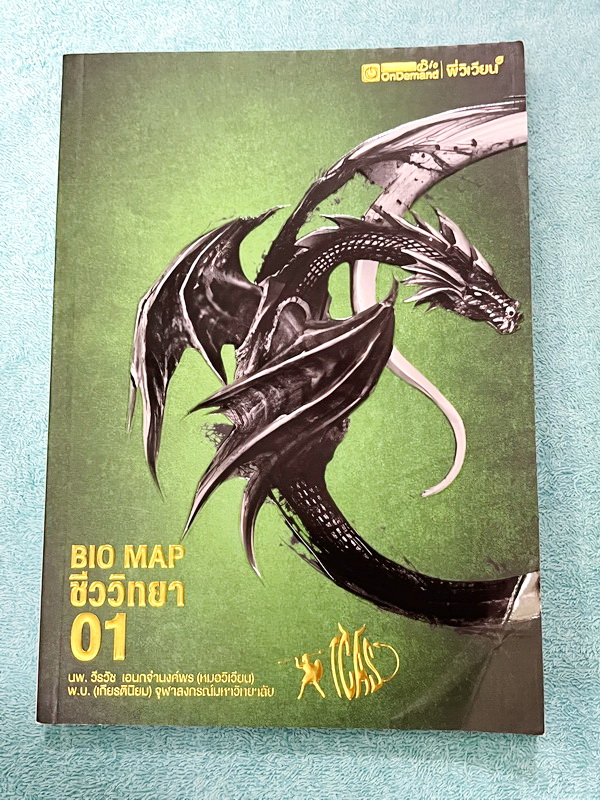 OnDemand | พี่วิเวียน
BIO MAP
ชีววิทยา
01
นพ. วีรวัช เอนกจำนงค์พร (หมอวิเวียน)
พ.บ. (เกียรตินิยม) จุฬาลงกรณ์มหาวิทยาลัย
TCAS